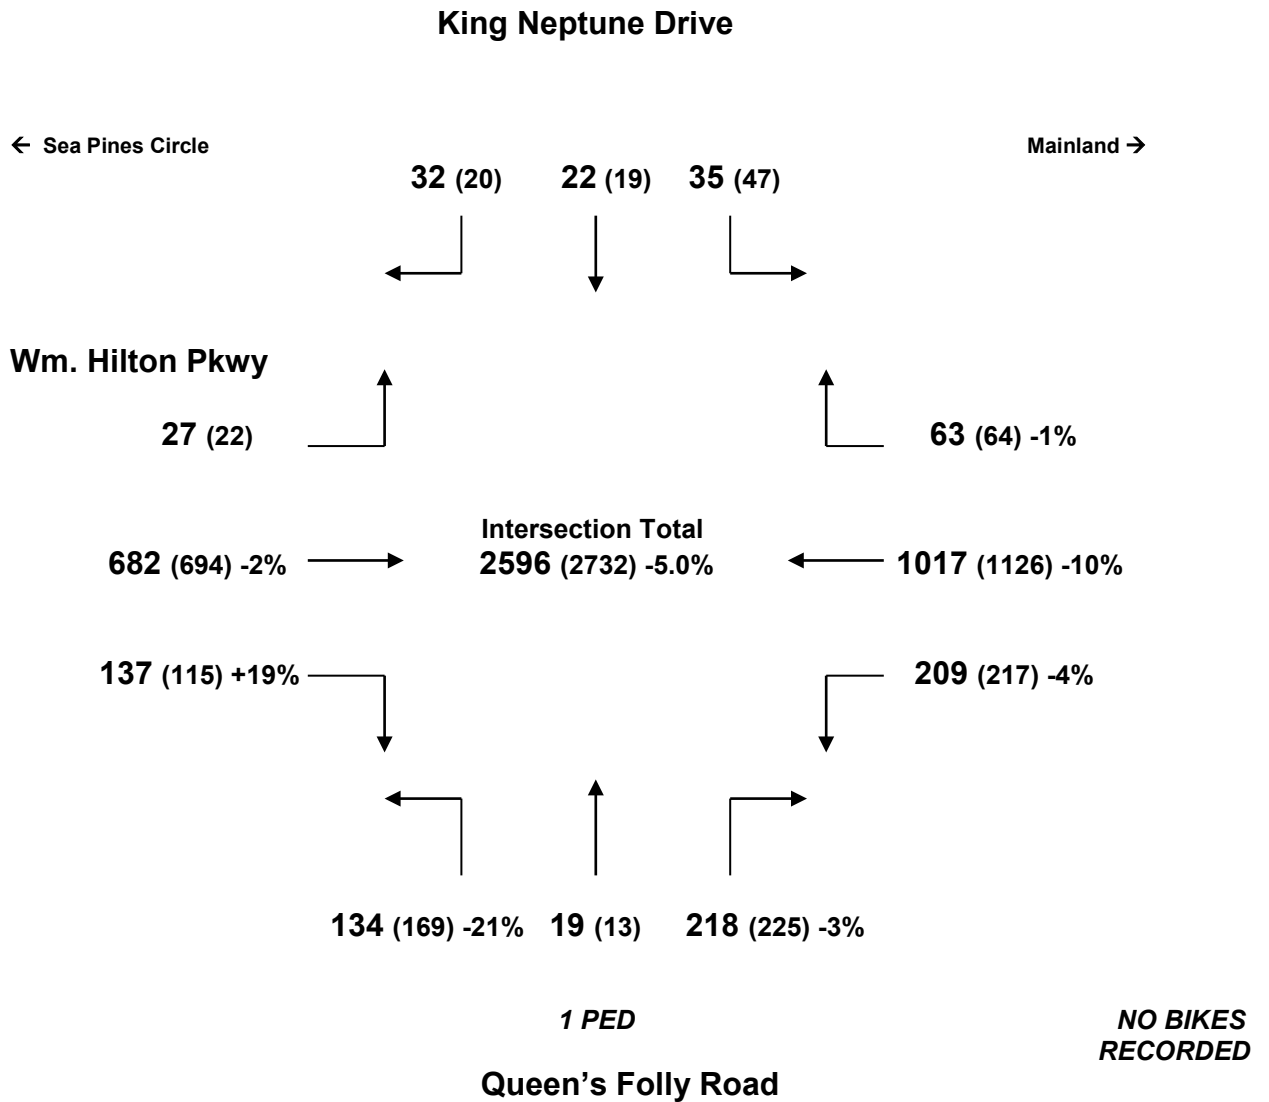 King Neptune Drive
← Sea Pines Circle
Mainland →
32 (20) 22 (19) 35 (47)
Wm. Hilton Pkwy
27 (22)
63 (64) -1%
Intersection Total
682 (694) -2%
2596 (2732) -5.0%
1017 (1126) -10%
137 (115) +19%
209 (217) -4%
134 (169) -21% 19 (13) 218 (225) -3%
1 PED
NO BIKES
RECORDED
Queen’s Folly Road